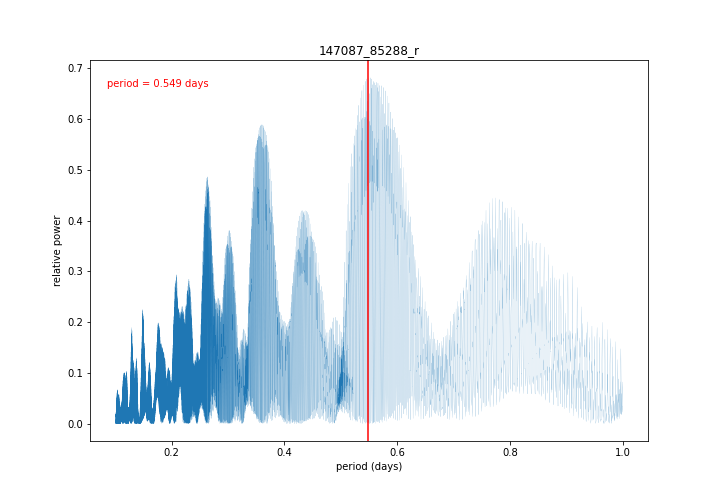 147087_85288_r
period = 0.549 days
relative power
0.7
0.6
0.5
0.4
0.3
0.2
0.1
0.0
0.2 0.4 0.6 0.8 1.0
period (days)